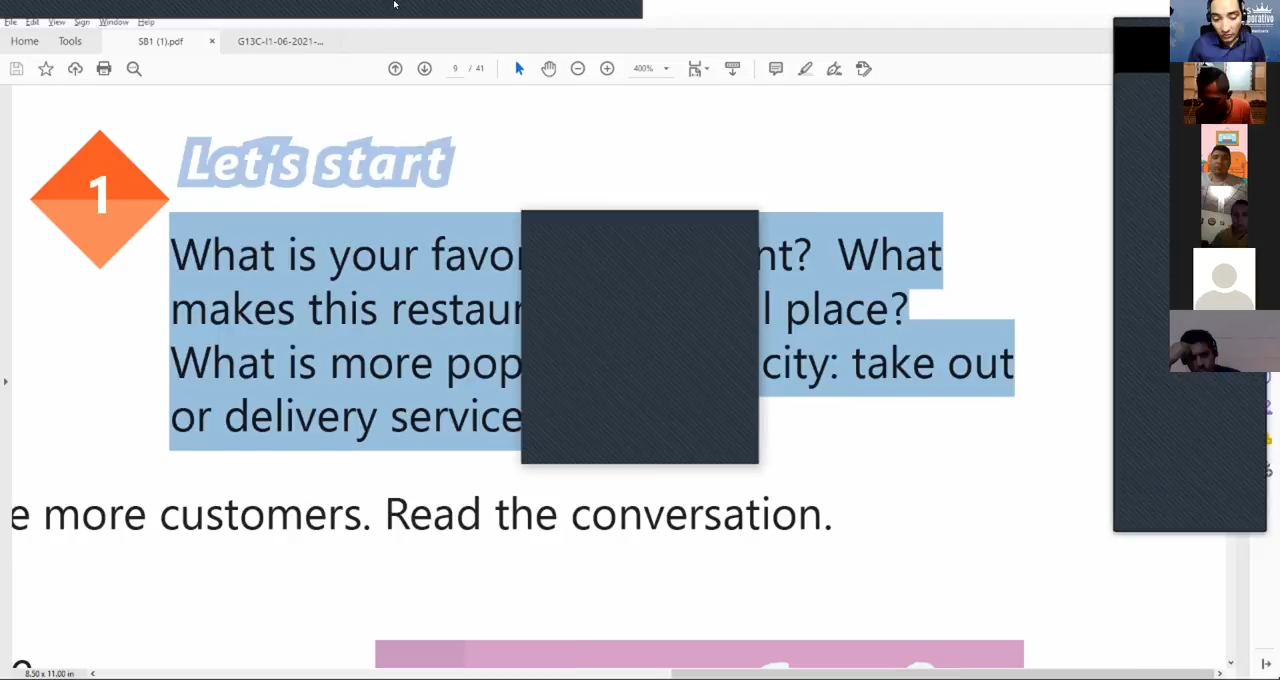 File Edit View Sign Window Help
Home Tools SB1 (1).pdf × G13C-I1-06-2021-...
9 / 41 400%
1 Let's start
What is your favor nt? What
makes this restaur l place?
What is more pop city: take out
or delivery service
e more customers. Read the conversation.
8.50 x 11.00 in